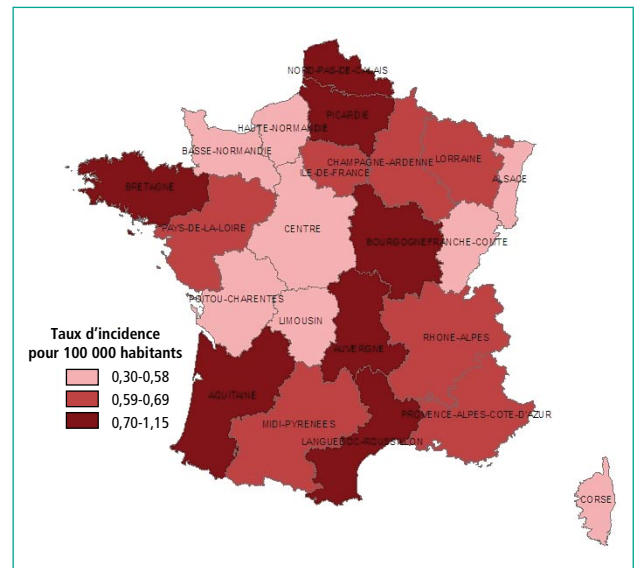 NORD-PAS-DE-CALAIS
PICARDIE
HAUTE-NORMANDIE
BASSE-NORMANDIE
CHAMPAGNE-ARDENNE
LORRAINE
ILE-DE-FRANCE
ALSACE
BRETAGNE
PAYS-DE-LA-LOIRE
CENTRE
BOURGOGNE
FRANCHE-COMTE
POITOU-CHARENTES
LIMOUSIN
AUVERGNE
RHONE-ALPES
AQUITAINE
MIDI-PYRENEES
LANGUEDOC-ROUSSILLON
PROVENCE-ALPES-COTE-D'AZUR
CORSE
Taux d'incidence
pour 100 000 habitants
0,30-0,58
0,59-0,69
0,70-1,15